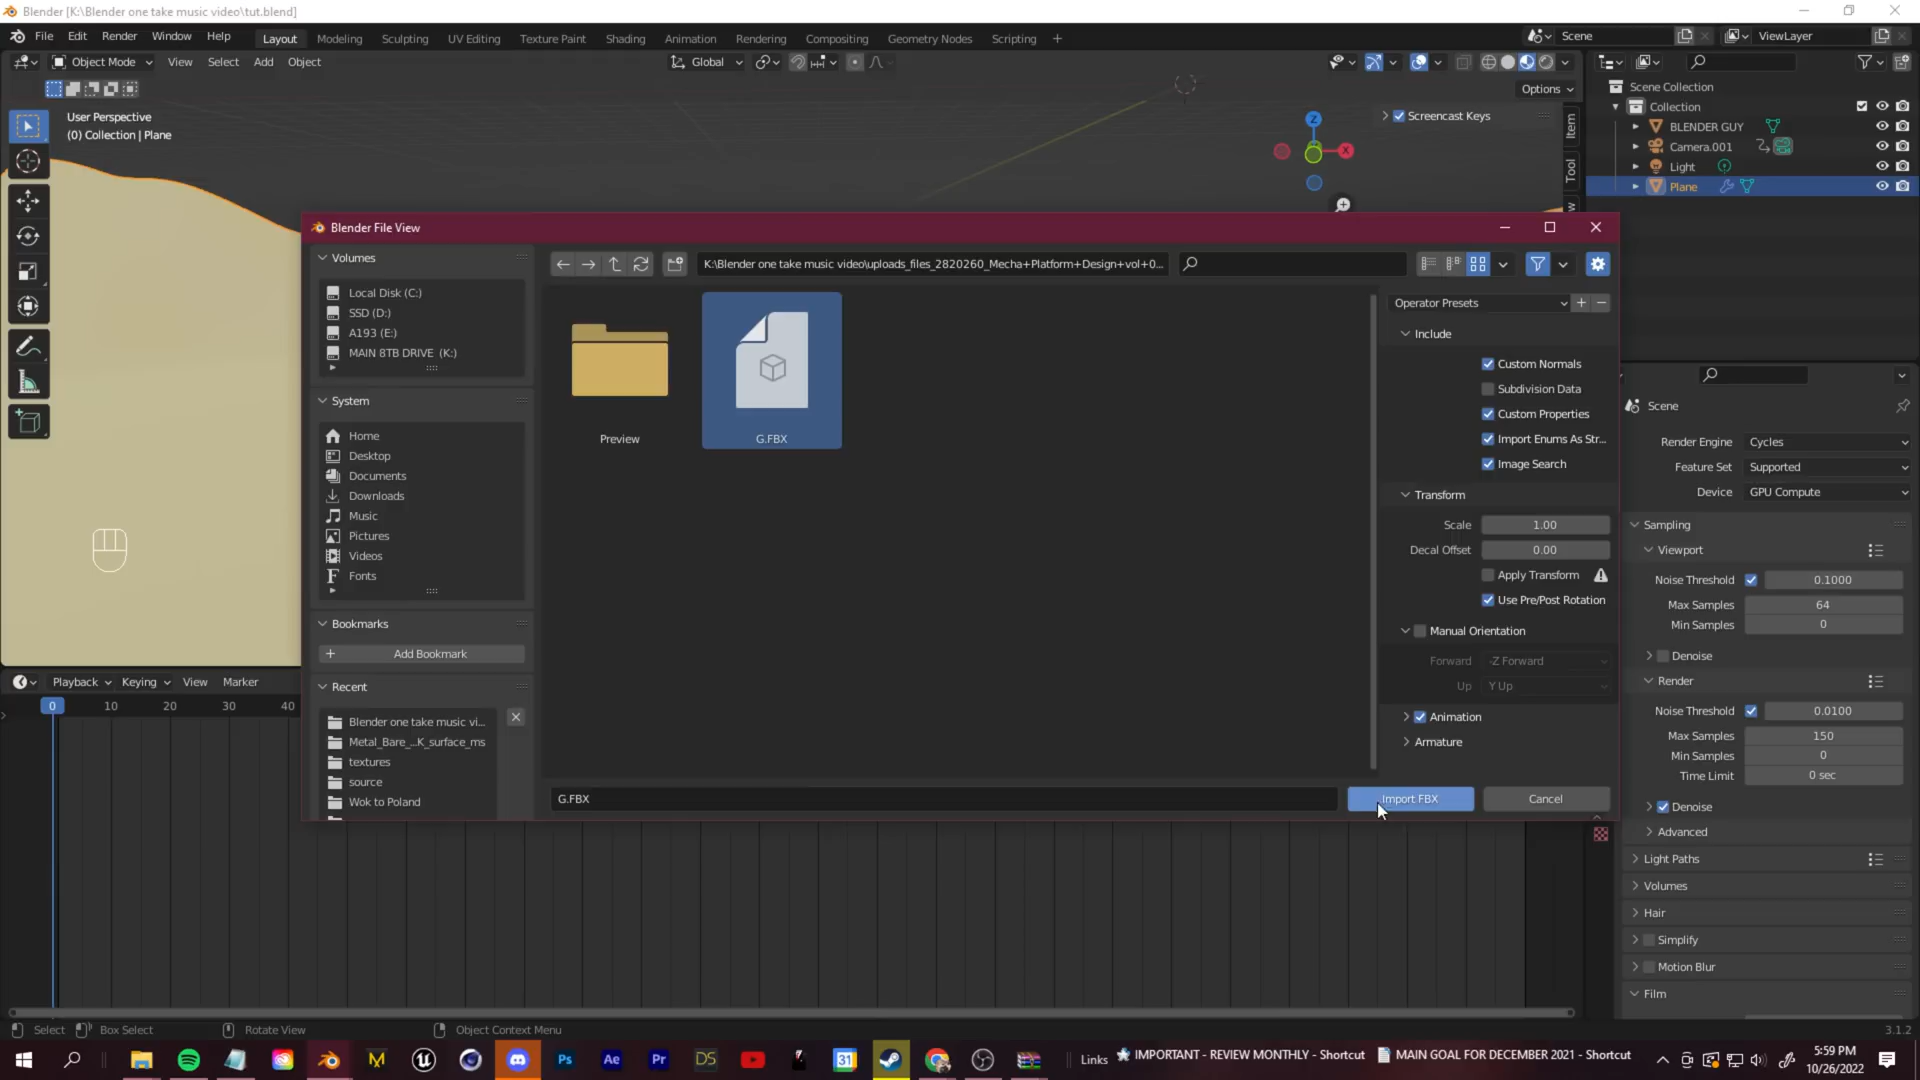 Blender [K:\Blender one take music video\tut.blend]
File Edit Render Window Help Layout Modeling Sculpting UV Editing Texture Paint Shading Animation Rendering Compositing Geometry Nodes Scripting + Scene ViewLayer
Object Mode View Select Add Object Global
Options
User Perspective
(0) Collection | Plane
Screencast Keys
Item
Tool
Z
X
Scene Collection
Collection
BLENDER GUY
Camera.001
Light
Plane
Blender File View
Volumes
Local Disk (C:)
SSD (D:)
A193 (E:)
MAIN 8TB DRIVE (K:)
System
Home
Desktop
Documents
Downloads
Music
Pictures
Videos
Fonts
Bookmarks
Add Bookmark
Recent
Blender one take music vi...
Metal_Bare_...K_surface_ms
textures
source
Wok to Poland
K:\Blender one take music video\uploads_files_2820260_Mecha+Platform+Design+vol+0...
Preview
G.FBX
G.FBX
Import FBX
Cancel
Operator Presets
Include
Custom Normals
Subdivision Data
Custom Properties
Import Enums As Str...
Image Search
Transform
Scale 1.00
Decal Offset 0.00
Apply Transform
Use Pre/Post Rotation
Manual Orientation
Forward -Z Forward
Up Y Up
Animation
Armature
Scene
Render Engine Cycles
Feature Set Supported
Device GPU Compute
Sampling
Viewport
Noise Threshold 0.1000
Max Samples 64
Min Samples 0
Denoise
Render
Noise Threshold 0.0100
Max Samples 150
Min Samples 0
Time Limit 0 sec
Denoise
Advanced
Light Paths
Volumes
Hair
Simplify
Motion Blur
Film
Playback Keying View Marker
0 10 20 30 40
Select Box Select Rotate View Object Context Menu 3.1.2
Ps Ae Pr DS 31 Links IMPORTANT - REVIEW MONTHLY - Shortcut MAIN GOAL FOR DECEMBER 2021 - Shortcut
5:59 PM
10/26/2022